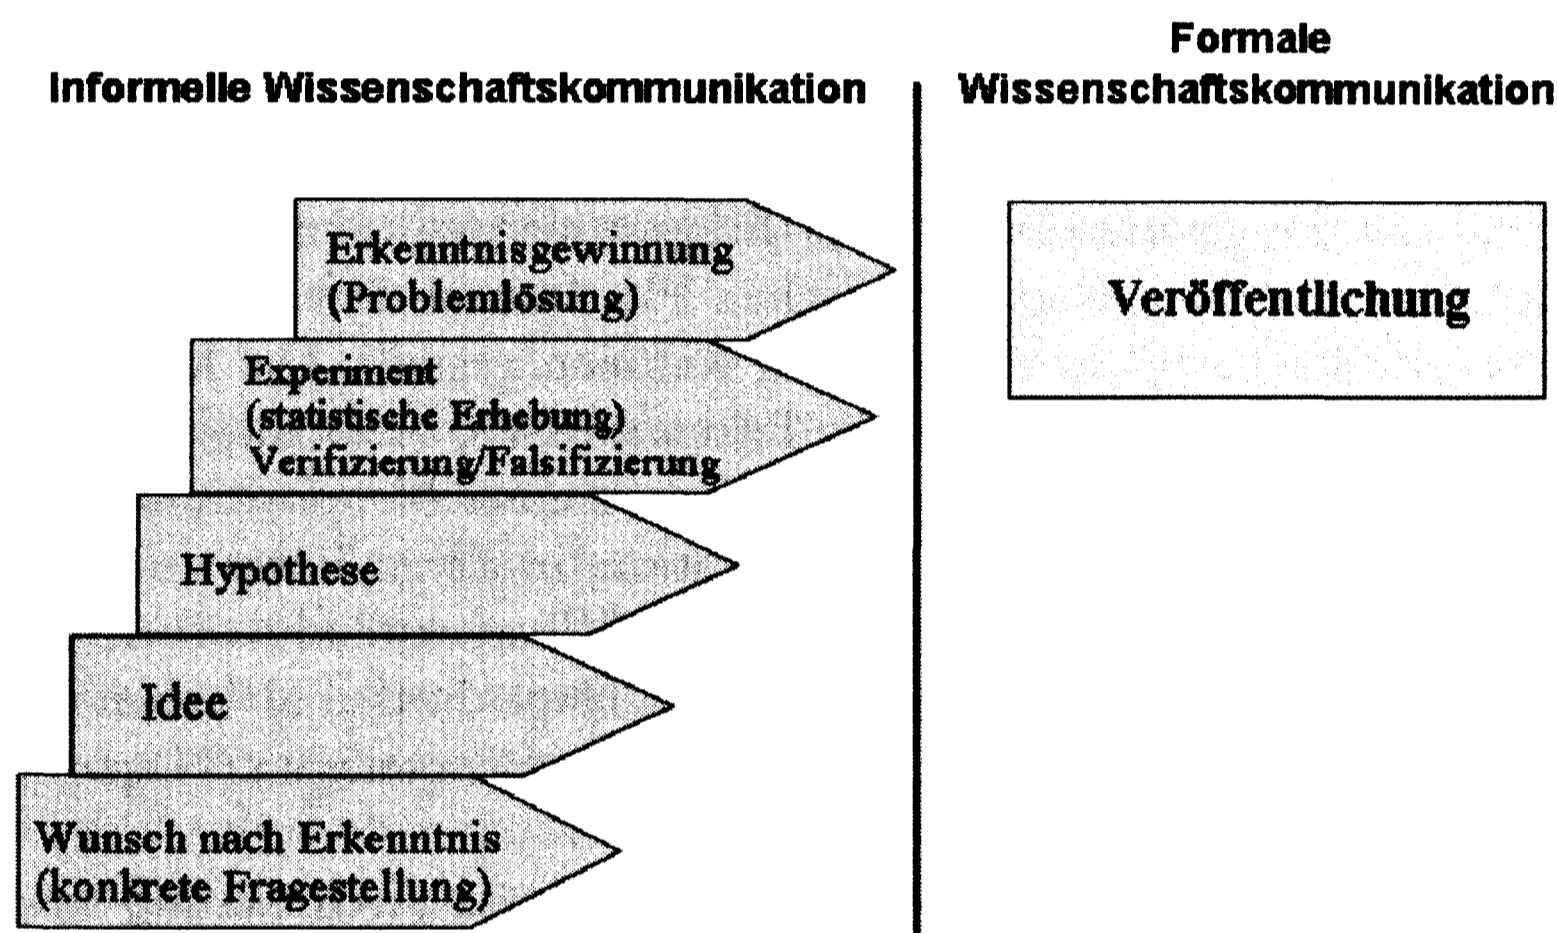 Informelle Wissenschaftskommunikation
Formale
Wissenschaftskommunikation
Erkenntnisgewinnung
(Problemlösung)
Experiment
(statistische Erhebung)
Verifizierung/Falsifizierung
Hypothese
Idee
Wunsch nach Erkenntnis
(konkrete Fragestellung)
Veröffentlichung